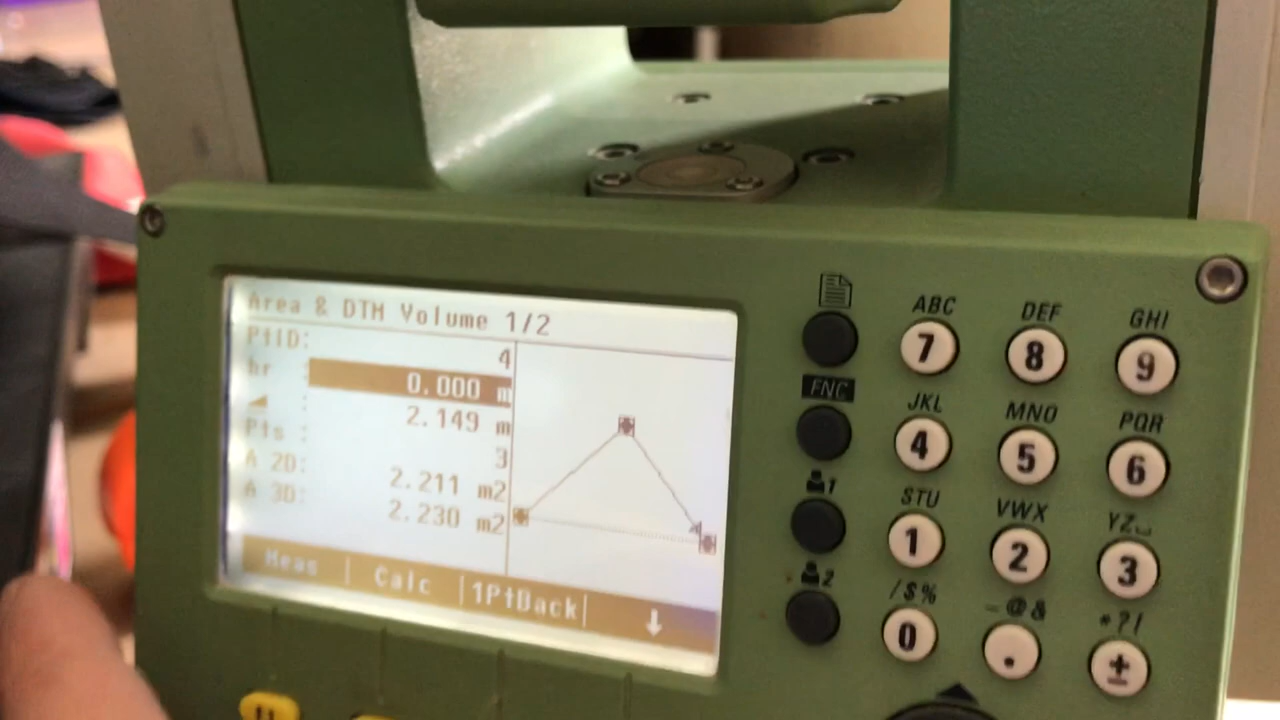 Area & DTM Volume 1/2
PtID: 4
hr : 0.000 m
: 2.149 m
Pts : 3
A 2D: 2.211 m2
A 3D: 2.230 m2
Meas Calc 1PtBack
FNC
1
2
ABC DEF GHI
7 8 9
JKL MNO PQR
4 5 6
STU VWX YZ
1 2 3
/$% _@& *?!
0 . ±